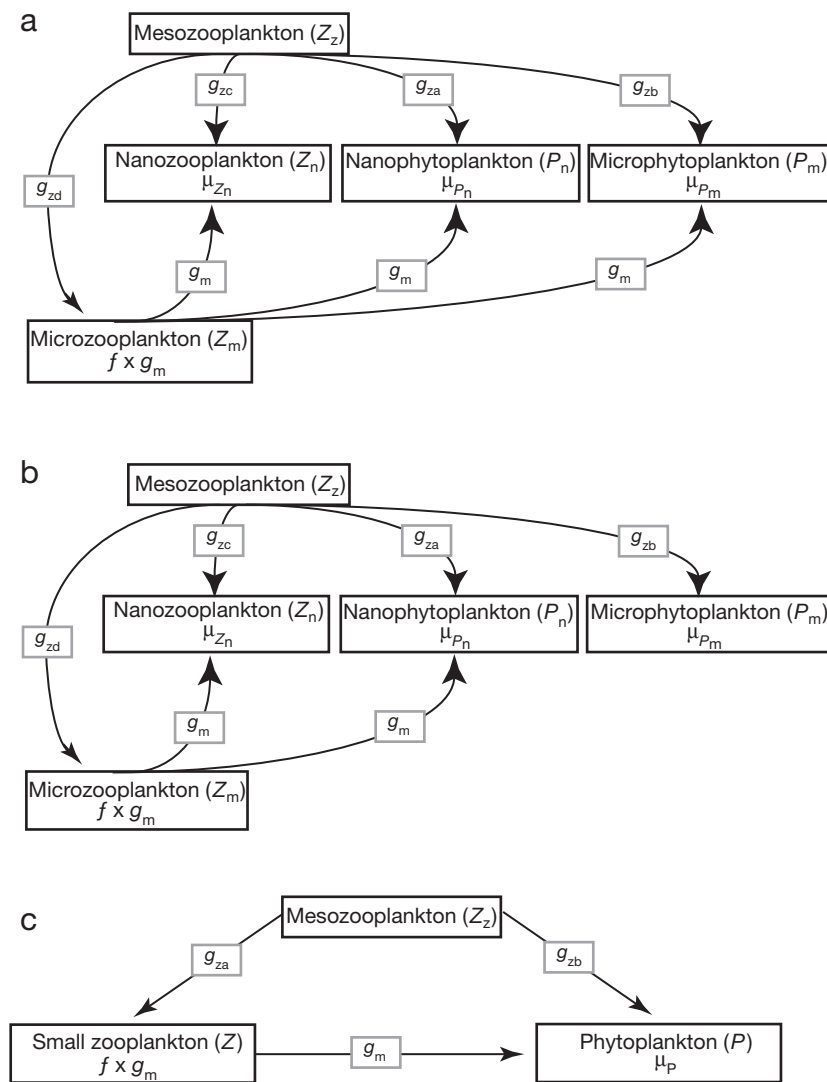 a
Mesozooplankton (Zz)
gzc
gza
gzb
Nanozooplankton (Zn)
μZn
Nanophytoplankton (Pn)
μPn
Microphytoplankton (Pm)
μPm
gzd
gm
gm
gm
Microzooplankton (Zm)
f x gm
b
Mesozooplankton (Zz)
gzc
gza
gzb
Nanozooplankton (Zn)
μZn
Nanophytoplankton (Pn)
μPn
Microphytoplankton (Pm)
μPm
gzd
gm
gm
Microzooplankton (Zm)
f x gm
c
Mesozooplankton (Zz)
gza
gzb
Small zooplankton (Z)
f x gm
gm
Phytoplankton (P)
μP